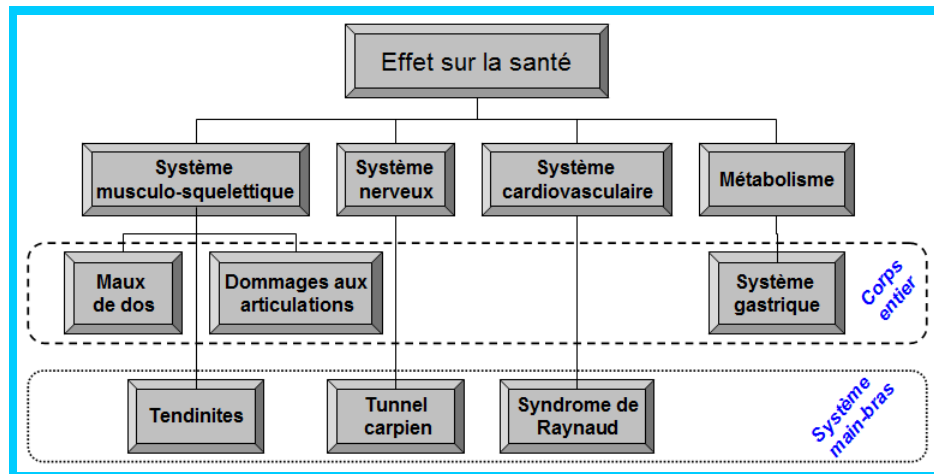 Effet sur la santé
Système
musculo-squelettique
Système
nerveux
Système
cardiovasculaire
Métabolisme
Maux
de dos
Dommages aux
articulations
Système
gastrique
Corps
entier
Tendinites
Tunnel
carpien
Syndrome de
Raynaud
Système
main-bras